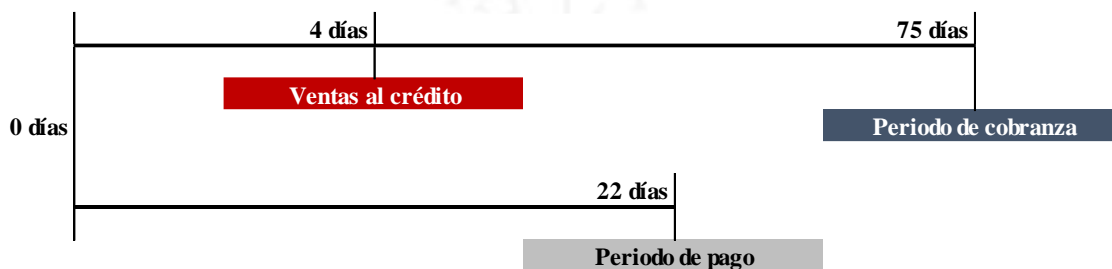 4 días
75 días
Ventas al crédito
0 días
Periodo de cobranza
22 días
Periodo de pago